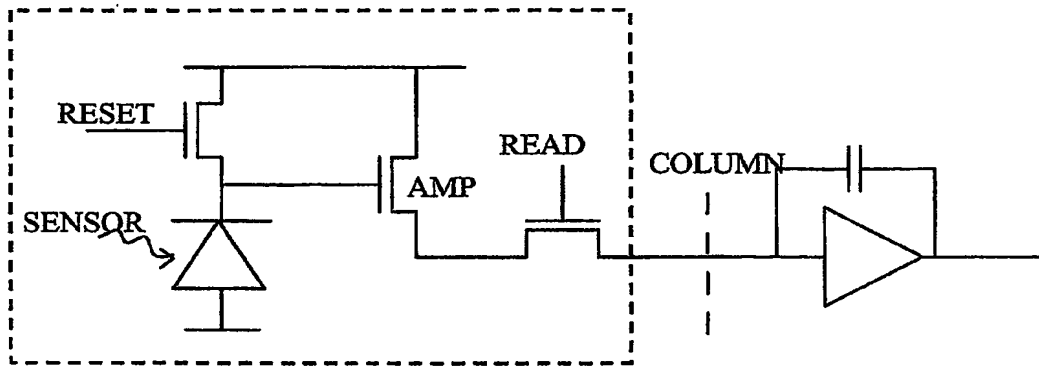 RESET
READ
COLUMN
AMP
SENSOR